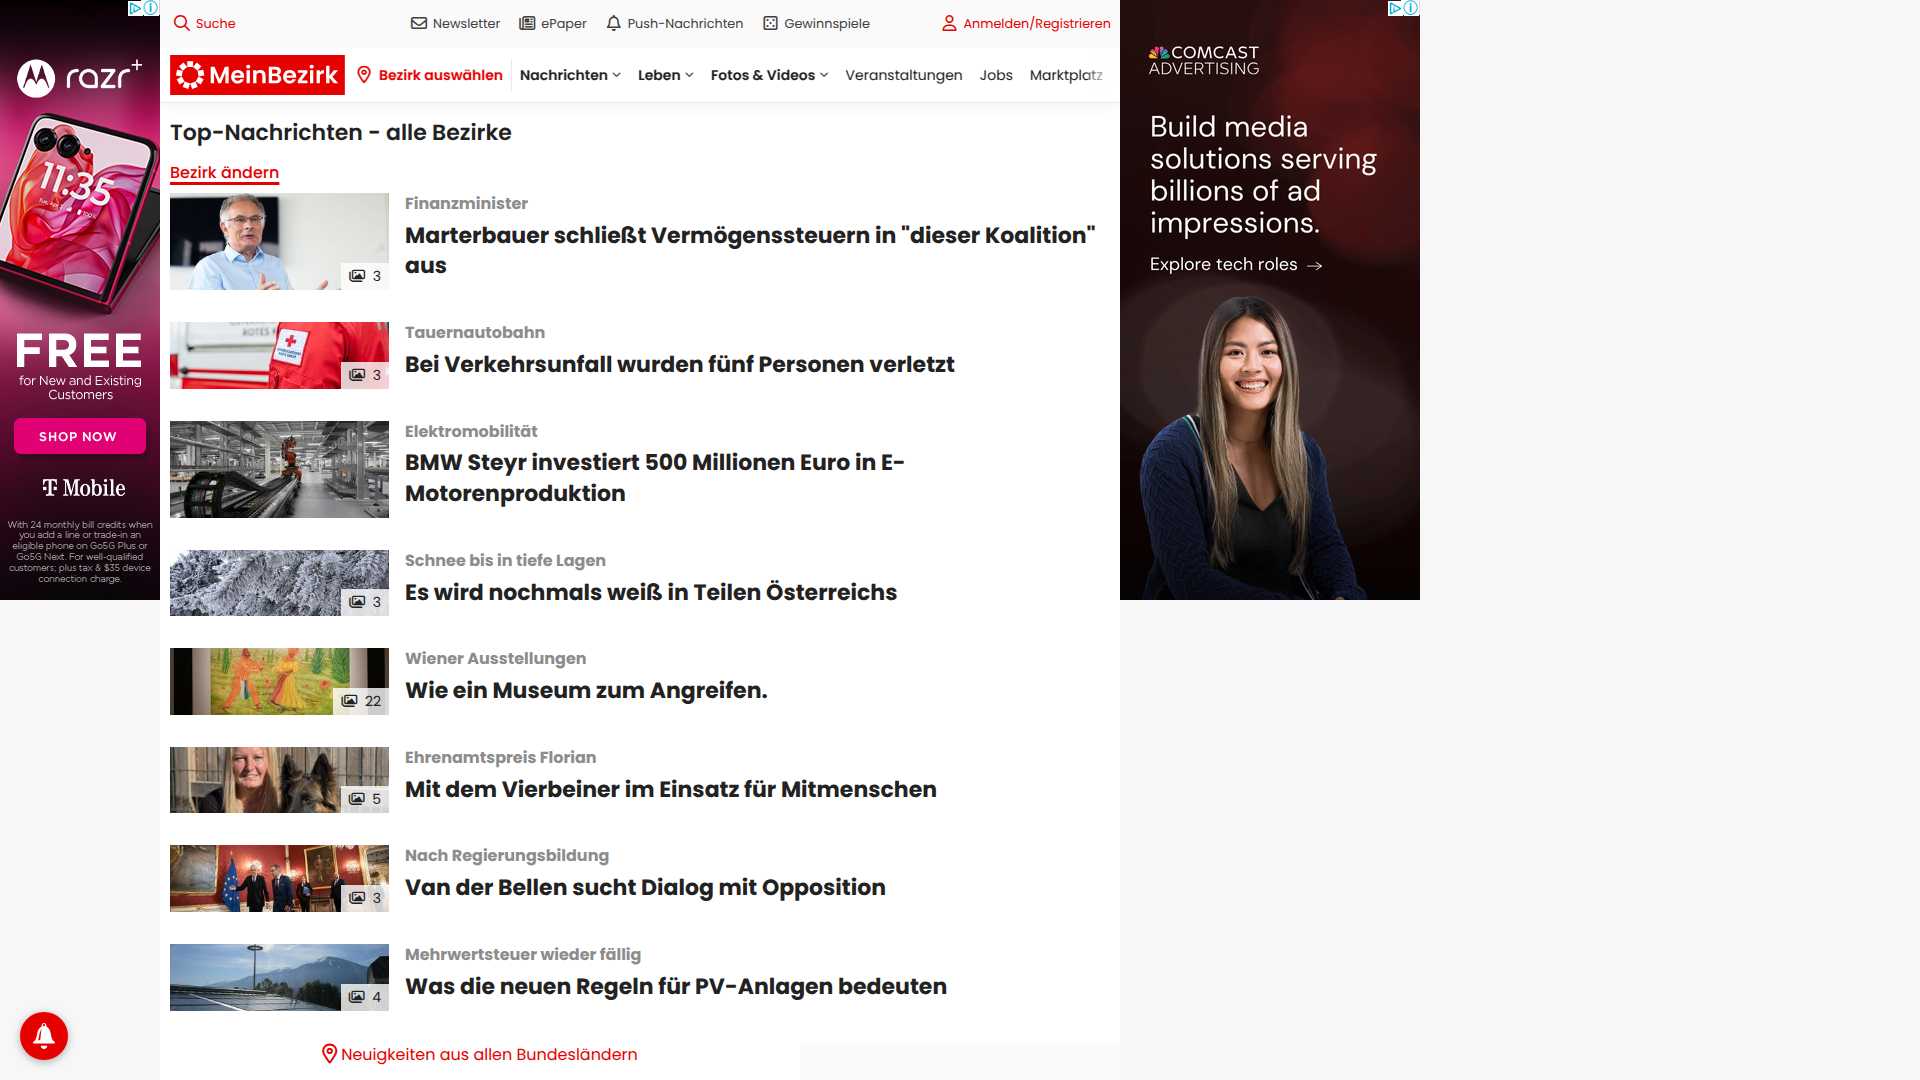 Suche
Newsletter
ePaper
Push-Nachrichten
Gewinnspiele
Anmelden/Registrieren
MeinBezirk
Bezirk auswählen
Nachrichten
Leben
Fotos & Videos
Veranstaltungen
Jobs
Marktplatz
razr+
11:35
FREE
for New and Existing
Customers
SHOP NOW
T Mobile
With 24 monthly bill credits when
you add a line or trade-in an
eligible phone on Go5G Plus or
Go5G Next. For well-qualified
customers; plus tax & $35 device
connection charge.
Top-Nachrichten - alle Bezirke
Bezirk ändern
3
Finanzminister
Marterbauer schließt Vermögenssteuern in "dieser Koalition"
aus
3
Tauernautobahn
Bei Verkehrsunfall wurden fünf Personen verletzt
Elektromobilität
BMW Steyr investiert 500 Millionen Euro in E-
Motorenproduktion
3
Schnee bis in tiefe Lagen
Es wird nochmals weiß in Teilen Österreichs
22
Wiener Ausstellungen
Wie ein Museum zum Angreifen.
5
Ehrenamtspreis Florian
Mit dem Vierbeiner im Einsatz für Mitmenschen
3
Nach Regierungsbildung
Van der Bellen sucht Dialog mit Opposition
4
Mehrwertsteuer wieder fällig
Was die neuen Regeln für PV-Anlagen bedeuten
Neuigkeiten aus allen Bundesländern
COMCAST
ADVERTISING
Build media
solutions serving
billions of ad
impressions.
Explore tech roles →